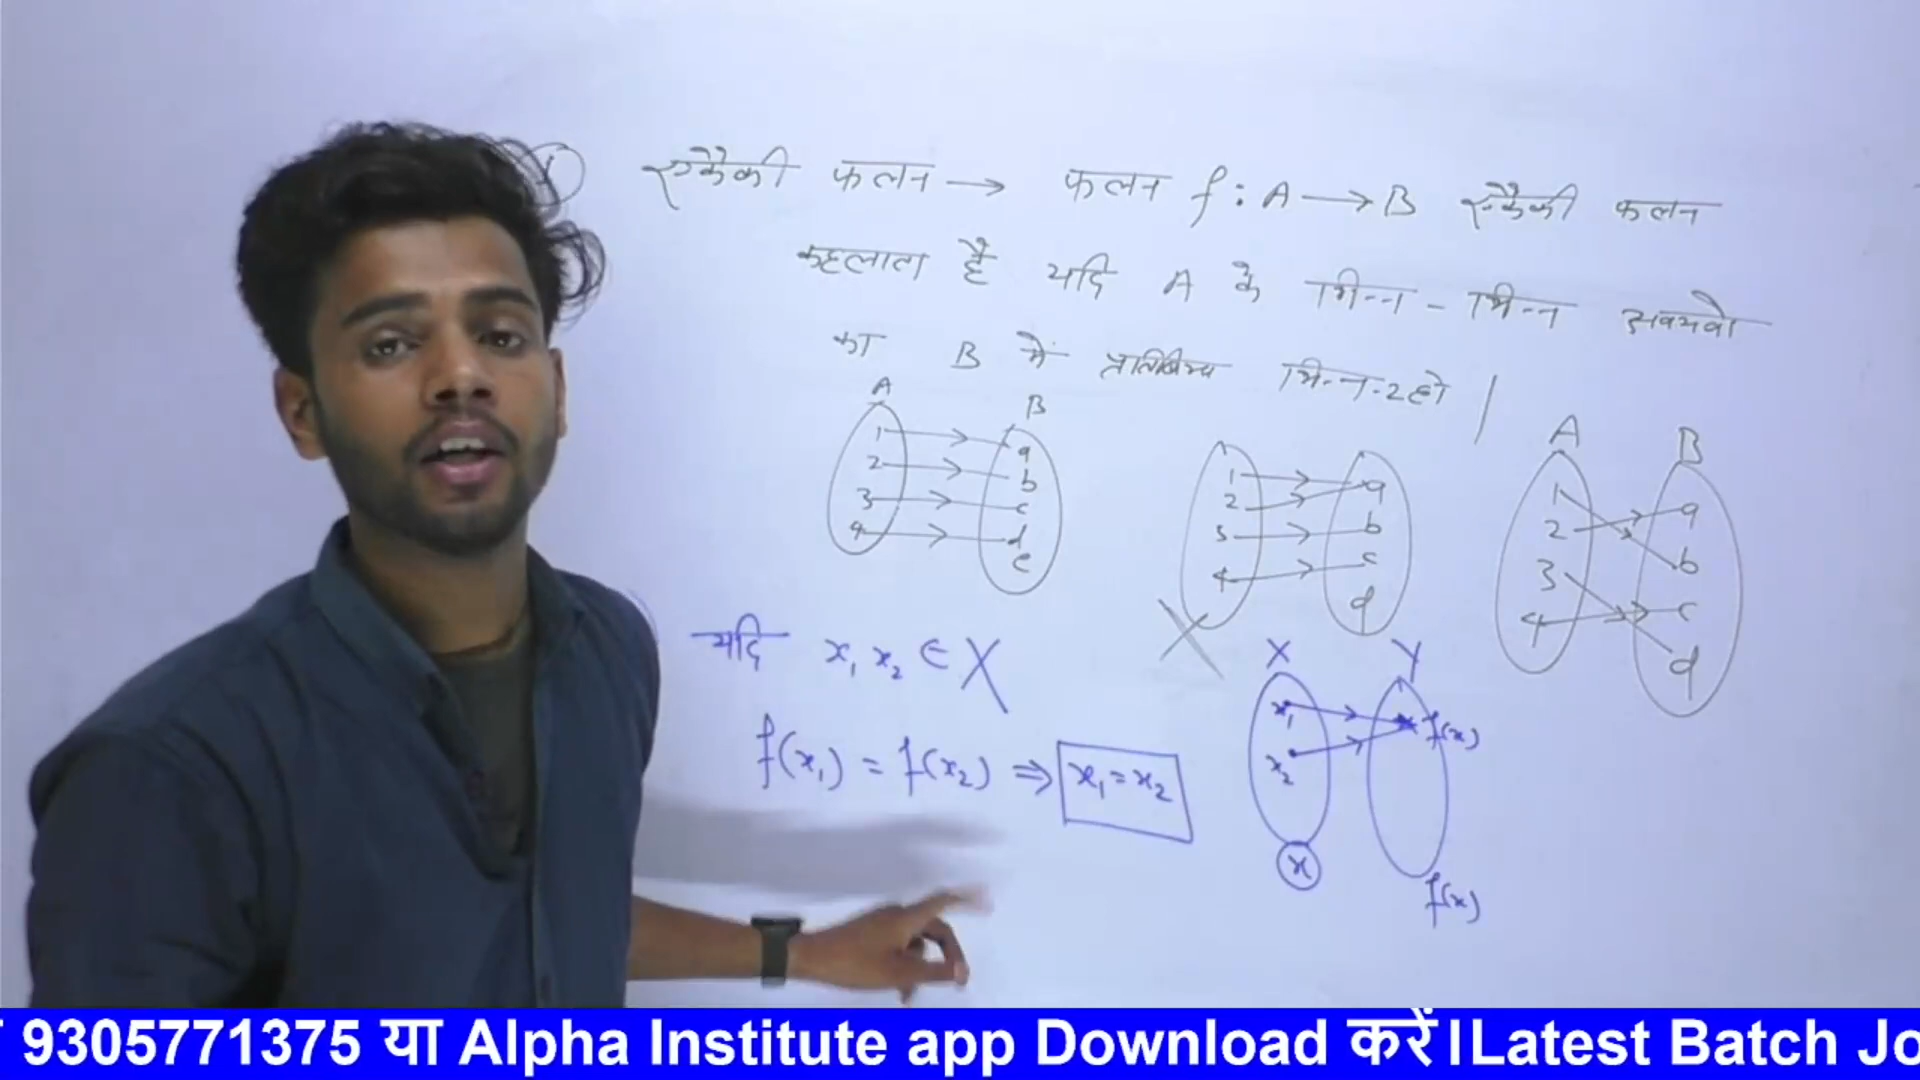 1 एकैकी फलन → फलन f : A → B एकैकी फलन
कहलाता है यदि A के भिन्न - भिन्न अवयवो
का B में प्रतिबिम्ब भिन्न-2 हो |
A B
1 a
2 b
3 c
4 d
e
1 a
2 b
3 c
4 d
X
A B
1 a
2 b
3 c
4 d
यदि x₁ x₂ ∈ X
f(x₁) = f(x₂) ⇒ x₁ = x₂
X Y
x₁ f(x)
x₂
x f(x)
9305771375 या Alpha Institute app Download करें।Latest Batch Jo